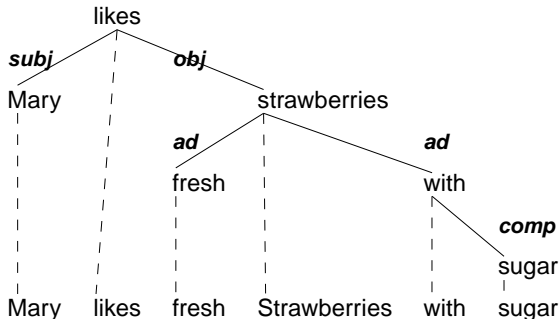 likes
subj obj
Mary strawberries
ad ad
fresh with
comp
sugar
Mary likes fresh Strawberries with sugar